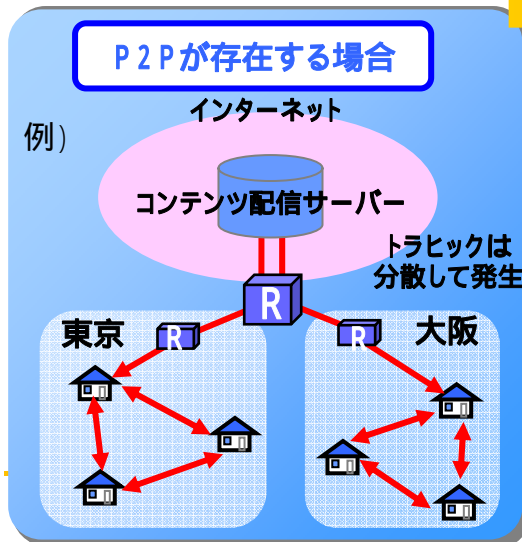 P2Pが存在する場合
インターネット
例)
コンテンツ配信サーバー
トラヒックは
分散して発生
R
東京
R
R
大阪